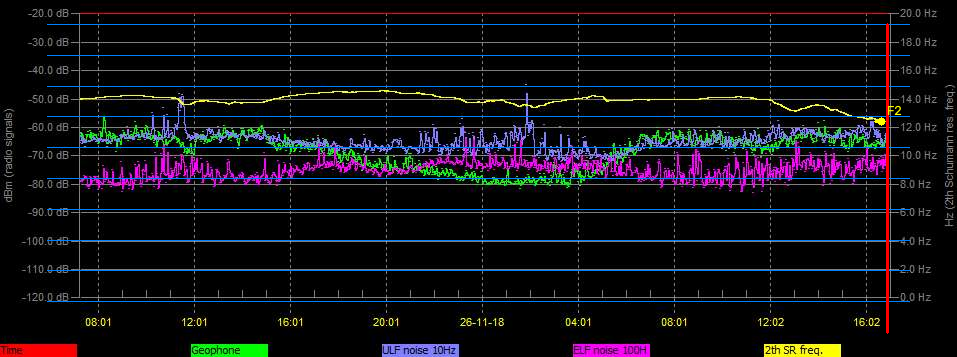 -20.0 dB 20.0 Hz
-30.0 dB 18.0 Hz
-40.0 dB 16.0 Hz
-50.0 dB 14.0 Hz
F2
-60.0 dB 12.0 Hz
-70.0 dB 10.0 Hz
-80.0 dB 8.0 Hz
-90.0 dB 6.0 Hz
-100.0 dB 4.0 Hz
-110.0 dB 2.0 Hz
-120.0 dB 0.0 Hz
dBm (radio signals)
Hz (2th Schumann res. freq.)
08:01 12:01 16:01 20:01 26-11-18 04:01 08:01 12:02 16:02
Time Geophone ULF noise 10Hz ELF noise 100H 2th SR freq.